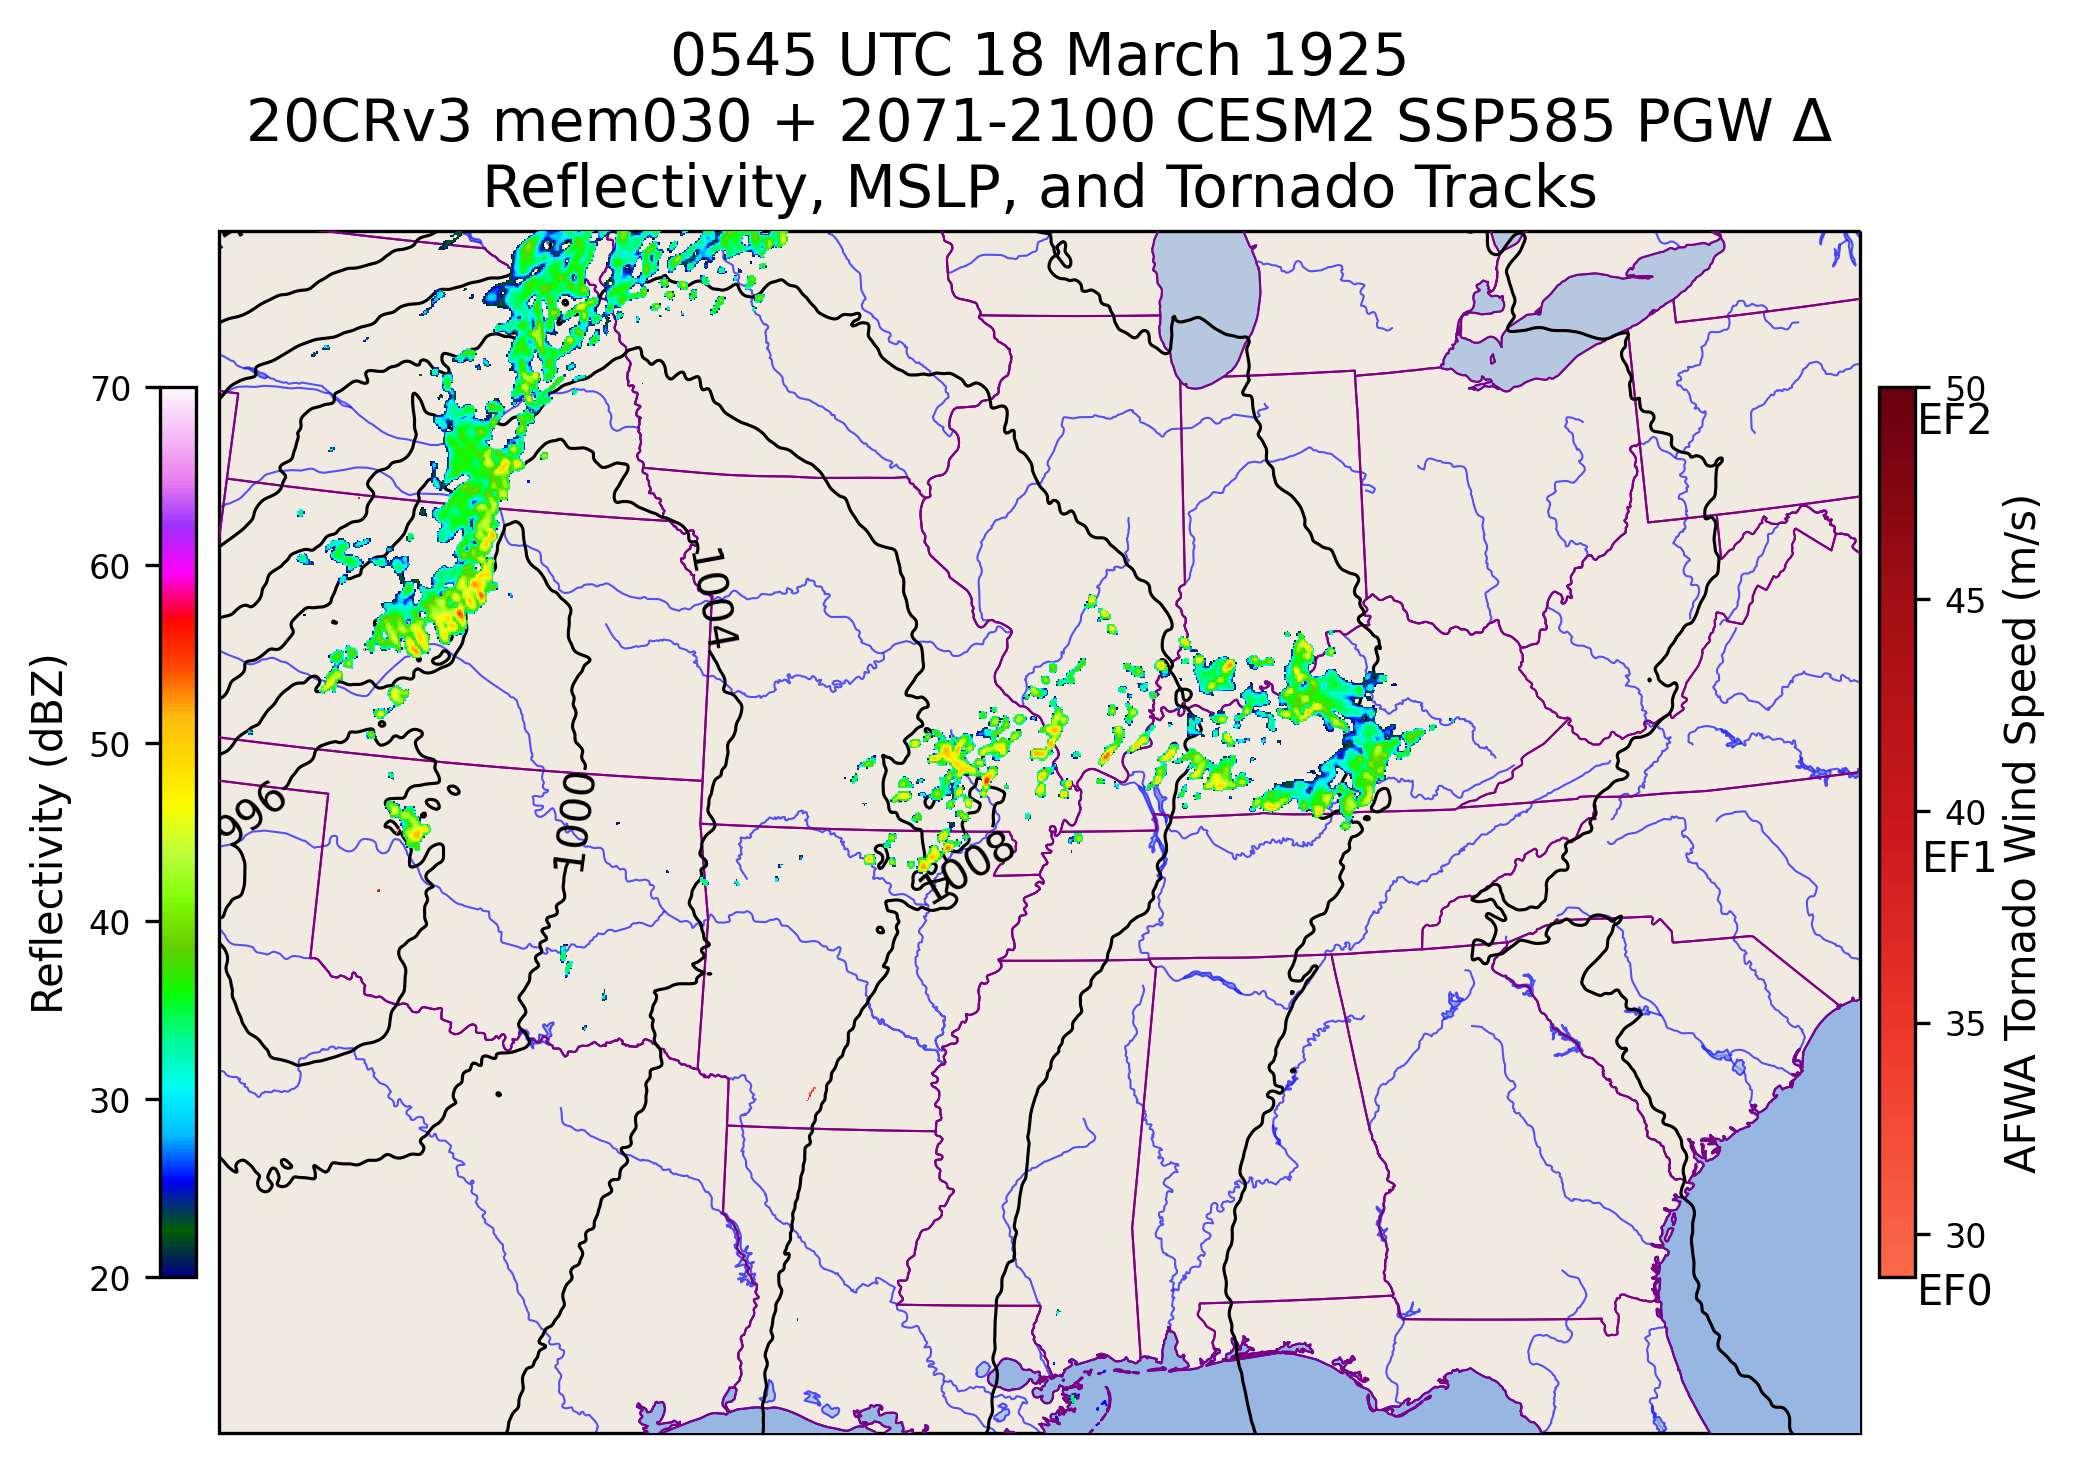 0545 UTC 18 March 1925
20CRv3 mem030 + 2071-2100 CESM2 SSP585 PGW Δ
Reflectivity, MSLP, and Tornado Tracks
70
60
50
40
30
20
Reflectivity (dBZ)
996
1000
1004
1008
50
EF2
45
40
EF1
35
30
EF0
AFWA Tornado Wind Speed (m/s)